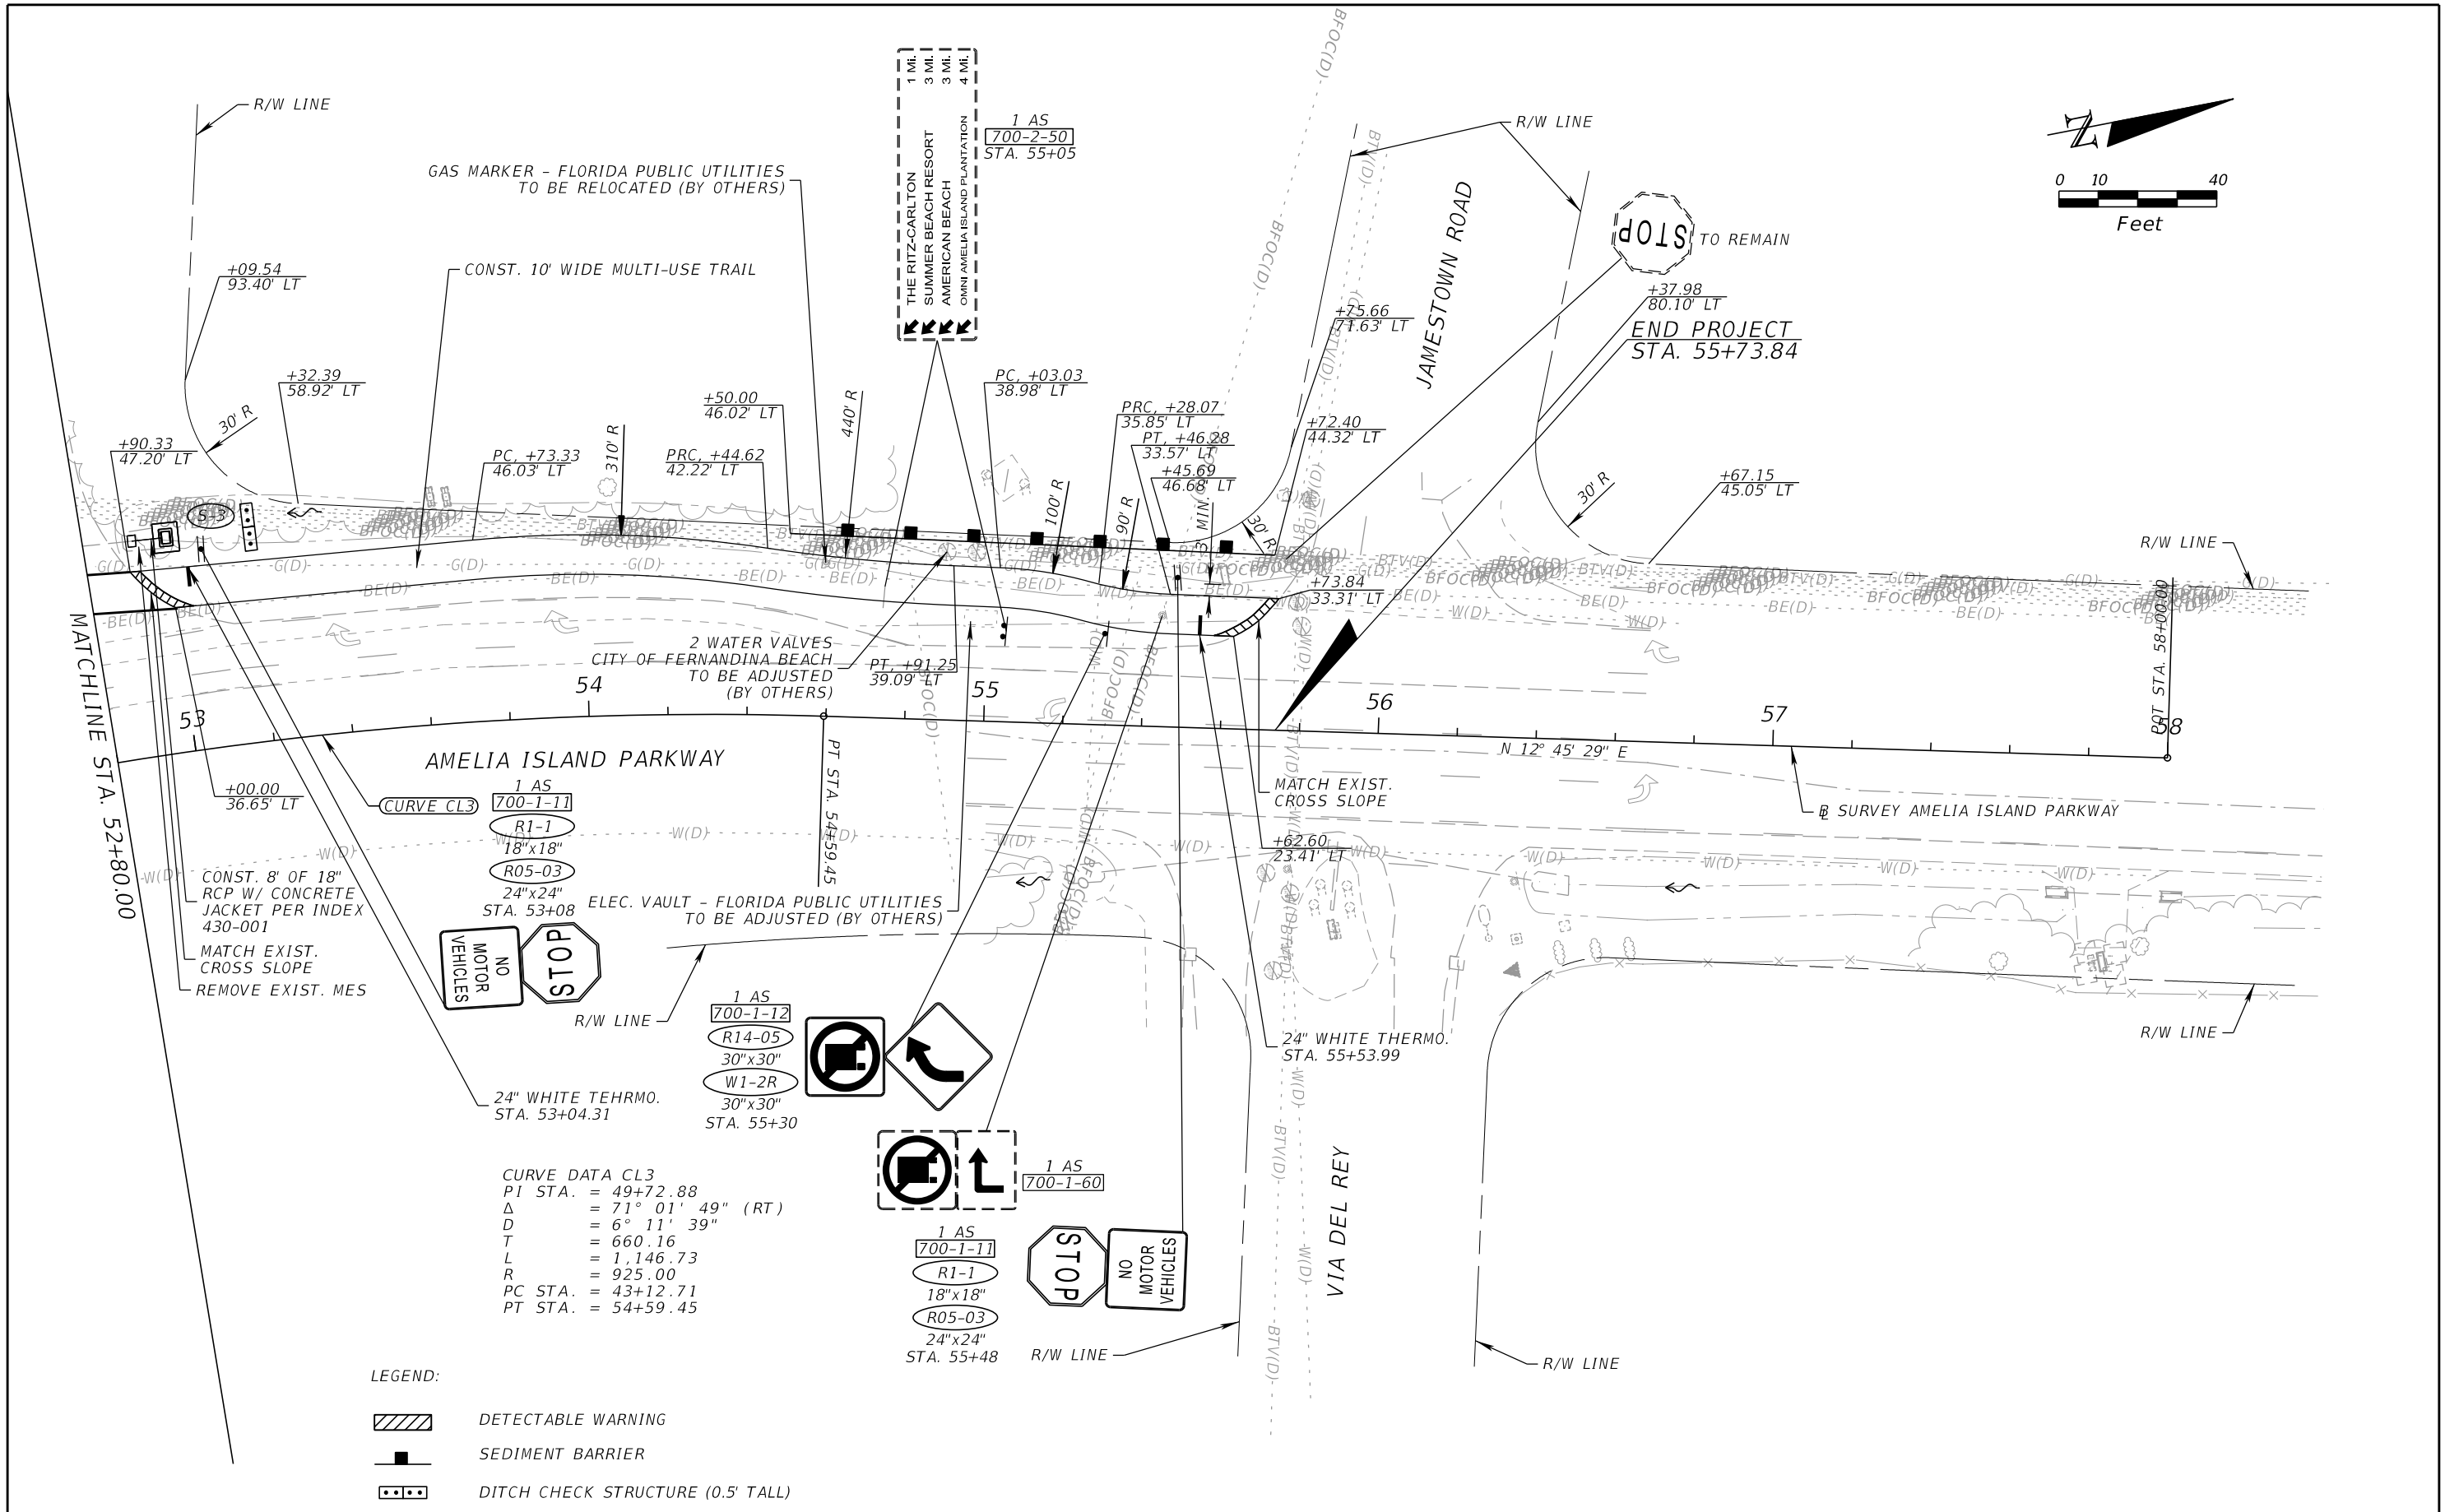 R/W LINE
GAS MARKER - FLORIDA PUBLIC UTILITIES
TO BE RELOCATED (BY OTHERS)
THE RITZ-CARLTON 1 Mi.
SUMMER BEACH RESORT 3 Mi.
AMERICAN BEACH 3 Mi.
OMNI AMELIA ISLAND PLANTATION 4 Mi.
1 AS
700-2-50
STA. 55+05
R/W LINE
N
0 10 40
Feet
JAMESTOWN ROAD
STOP
TO REMAIN
+09.54
93.40' LT
CONST. 10' WIDE MULTI-USE TRAIL
+37.98
80.10' LT
END PROJECT
STA. 55+73.84
+75.66
71.63' LT
+32.39
58.92' LT
30' R
+90.33
47.20' LT
PC, +73.33
46.03' LT
310' R
PRC, +44.62
42.22' LT
+50.00
46.02' LT
440' R
PC, +03.03
38.98' LT
PRC, +28.07
35.85' LT
PT, +46.28
33.57' LT
+45.69
46.68' LT
+72.40
44.32' LT
100' R
90' R
3' MIN.
30' R
30' R
+67.15
45.05' LT
R/W LINE
S-3
+73.84
33.31' LT
2 WATER VALVES
CITY OF FERNANDINA BEACH
TO BE ADJUSTED
(BY OTHERS)
PT, +91.25
39.09' LT
MATCHLINE STA. 52+80.00
53
54
55
56
57
58
POT STA. 58+00.00
N 12° 45' 29" E
AMELIA ISLAND PARKWAY
PT STA. 54+59.45
+00.00
36.65' LT
CURVE CL3
1 AS
700-1-11
R1-1
18"x18"
R05-03
24"x24"
STA. 53+08
MATCH EXIST.
CROSS SLOPE
BL SURVEY AMELIA ISLAND PARKWAY
+62.60
23.41' LT
CONST. 8' OF 18"
RCP W/ CONCRETE
JACKET PER INDEX
430-001
MATCH EXIST.
CROSS SLOPE
REMOVE EXIST. MES
ELEC. VAULT - FLORIDA PUBLIC UTILITIES
TO BE ADJUSTED (BY OTHERS)
NO
MOTOR
VEHICLES
STOP
R/W LINE
1 AS
700-1-12
R14-05
30"x30"
W1-2R
30"x30"
STA. 55+30
24" WHITE THERMO.
STA. 55+53.99
R/W LINE
24" WHITE TEHRMO.
STA. 53+04.31
1 AS
700-1-60
VIA DEL REY
CURVE DATA CL3
PI STA. = 49+72.88
Δ = 71° 01' 49" (RT)
D = 6° 11' 39"
T = 660.16
L = 1,146.73
R = 925.00
PC STA. = 43+12.71
PT STA. = 54+59.45
1 AS
700-1-11
R1-1
18"x18"
R05-03
24"x24"
STA. 55+48
STOP
NO
MOTOR
VEHICLES
R/W LINE
R/W LINE
LEGEND:
DETECTABLE WARNING
SEDIMENT BARRIER
DITCH CHECK STRUCTURE (0.5' TALL)